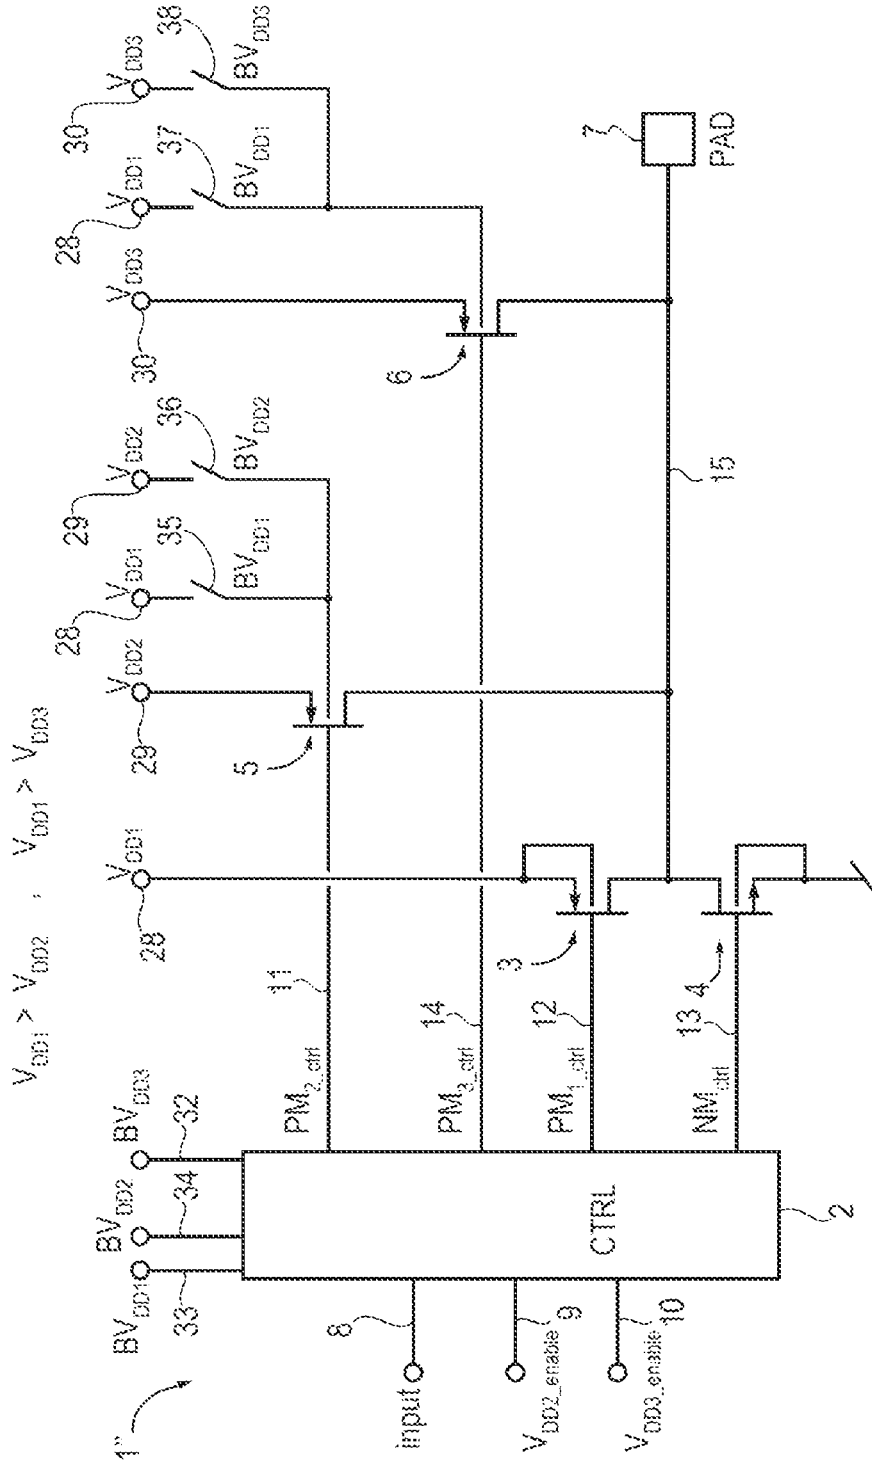 V_DD1 > V_DD2 , V_DD1 > V_DD3
1"
BV_DD1
BV_DD2
BV_DD3
33
34
32
input
8
V_DD2_enable
9
V_DD3_enable
10
CTRL
2
PM_2_ctrl
11
PM_3_ctrl
14
PM_1_ctrl
12
NM_ctrl
13
V_DD1
28
3
4
V_DD2
29
5
V_DD1
28
35
BV_DD1
V_DD2
29
36
BV_DD2
V_DD3
30
6
V_DD1
28
37
BV_DD1
V_DD3
30
38
BV_DD3
15
7
PAD